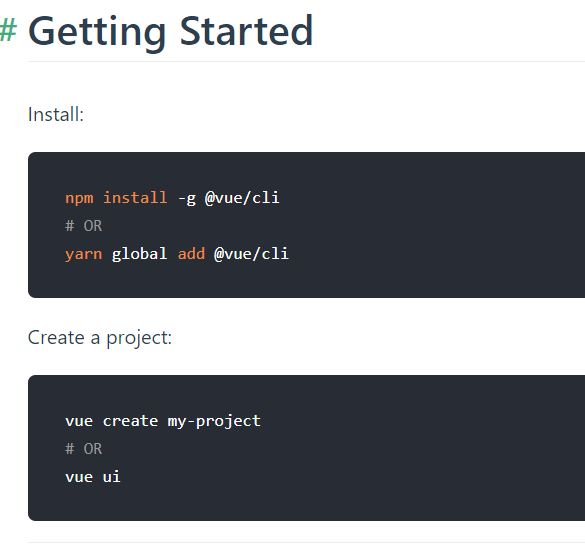 # Getting Started
Install:
npm install -g @vue/cli
# OR
yarn global add @vue/cli
Create a project:
vue create my-project
# OR
vue ui